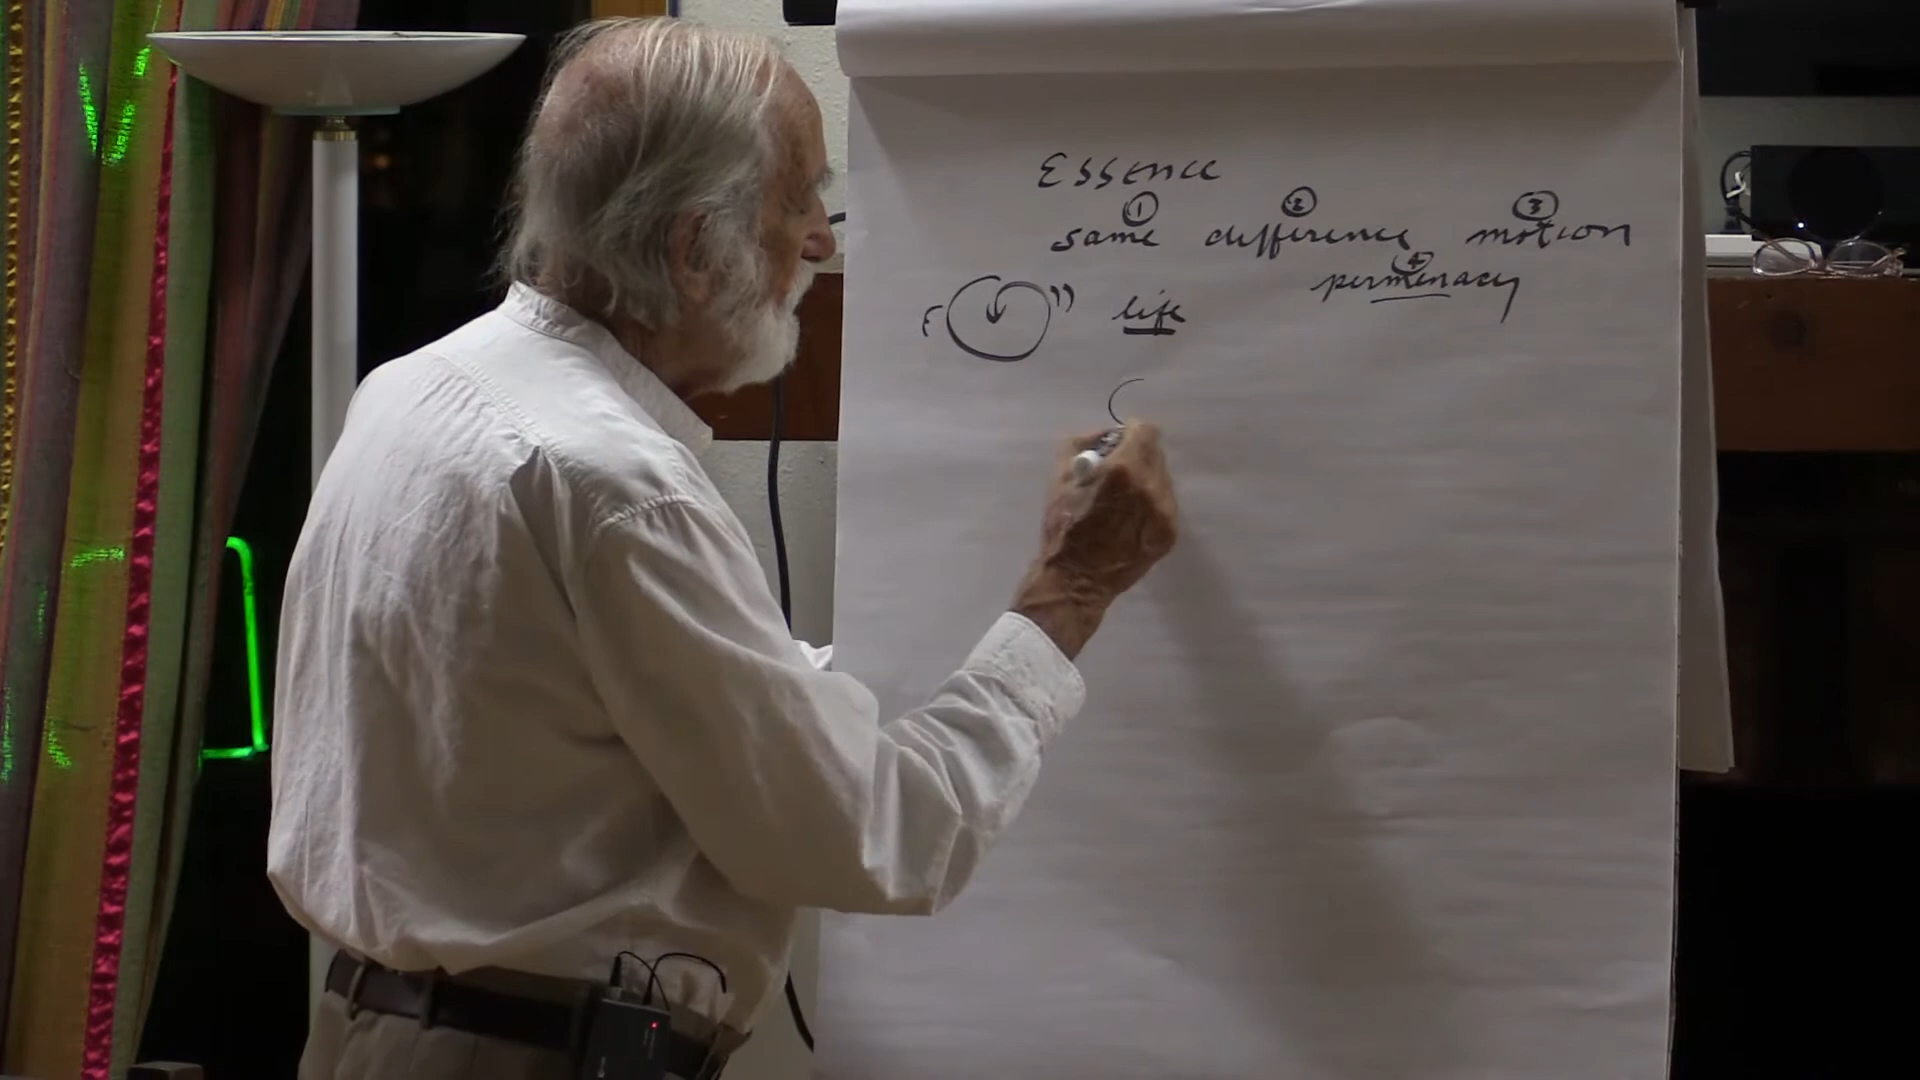 Essence
① ② ③
same difference motion
④
permenacy
life